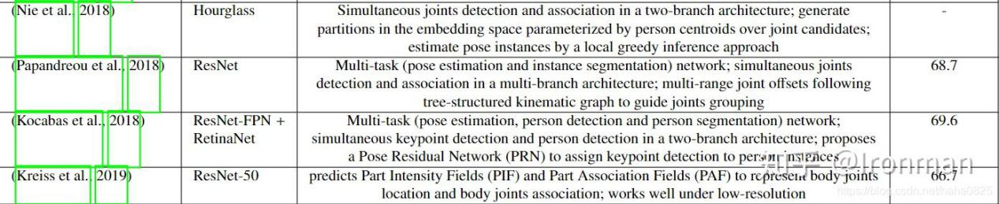 (Nie et al., 2018) Hourglass Simultaneous joints detection and association in a two-branch architecture; generate -
partitions in the embedding space parameterized by person centroids over joint candidates;
estimate pose instances by a local greedy inference approach
(Papandreou et al., 2018) ResNet Multi-task (pose estimation and instance segmentation) network; simultaneous joints 68.7
detection and association in a multi-branch architecture; multi-range joint offsets following
tree-structured kinematic graph to guide joints grouping
(Kocabas et al., 2018) ResNet-FPN + Multi-task (pose estimation, person detection and person segmentation) network; 69.6
RetinaNet simultaneous keypoint detection and person detection in a two-branch architecture; proposes
a Pose Residual Network (PRN) to assign keypoint detection to person instances
知乎 @Ironman
(Kreiss et al., 2019) ResNet-50 predicts Part Intensity Fields (PIF) and Part Association Fields (PAF) to represent body joints 66.7
location and body joints association; works well under low-resolution
https://blog.csdn.net/haha0825